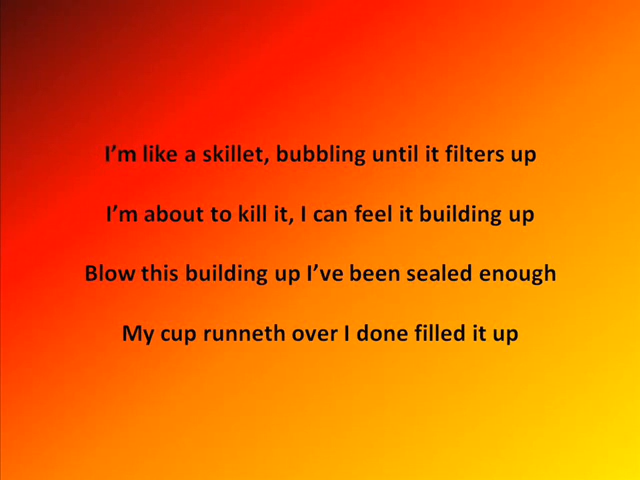 I’m like a skillet, bubbling until it filters up
I’m about to kill it, I can feel it building up
Blow this building up I’ve been sealed enough
My cup runneth over I done filled it up